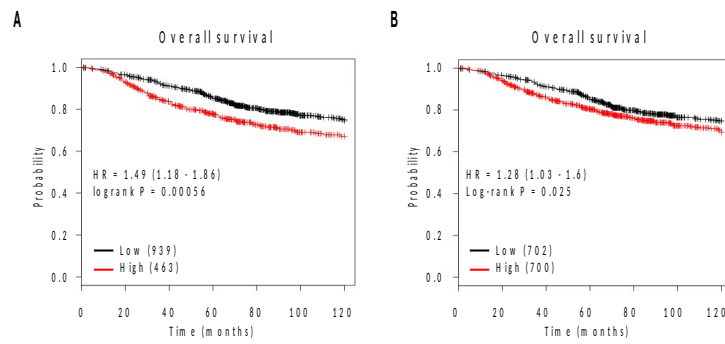 A
Overall survival
Probability
1.0
0.8
0.6
0.4
0.2
0.0
HR = 1.49 (1.18 - 1.86)
logrank P = 0.00056
Low (939)
High (463)
0 20 40 60 80 100 120
Time (months)
B
Overall survival
Probability
1.0
0.8
0.6
0.4
0.2
0.0
HR = 1.28 (1.03 - 1.6)
Log-rank P = 0.025
Low (702)
High (700)
0 20 40 60 80 100 120
Time (months)